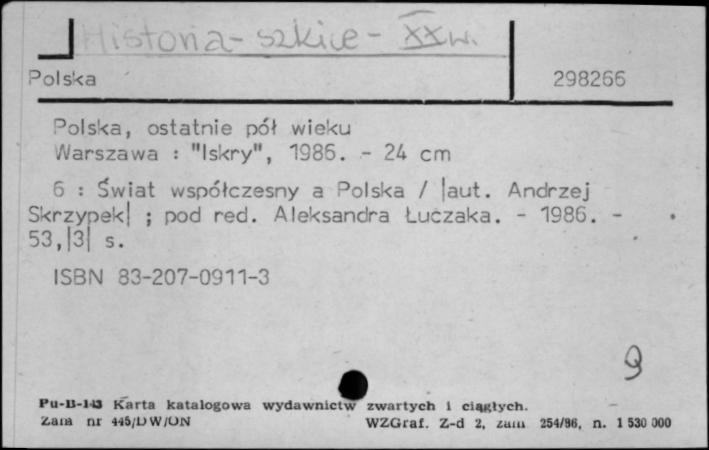 Historia - szkice - XX w.
Polska 298266
Polska, ostatnie pół wieku
Warszawa : "Iskry", 1986. - 24 cm
6 : Świat współczesny a Polska / |aut. Andrzej
Skrzypek| ; pod red. Aleksandra Łuczaka. - 1986. -
53,|3| s.
ISBN 83-207-0911-3
9
Pu-B-143 Karta katalogowa wydawnictw zwartych i ciągłych.
Zam nr 445/DW/ON WZGraf. Z-d 2, zam. 254/86, n. 1 530 000